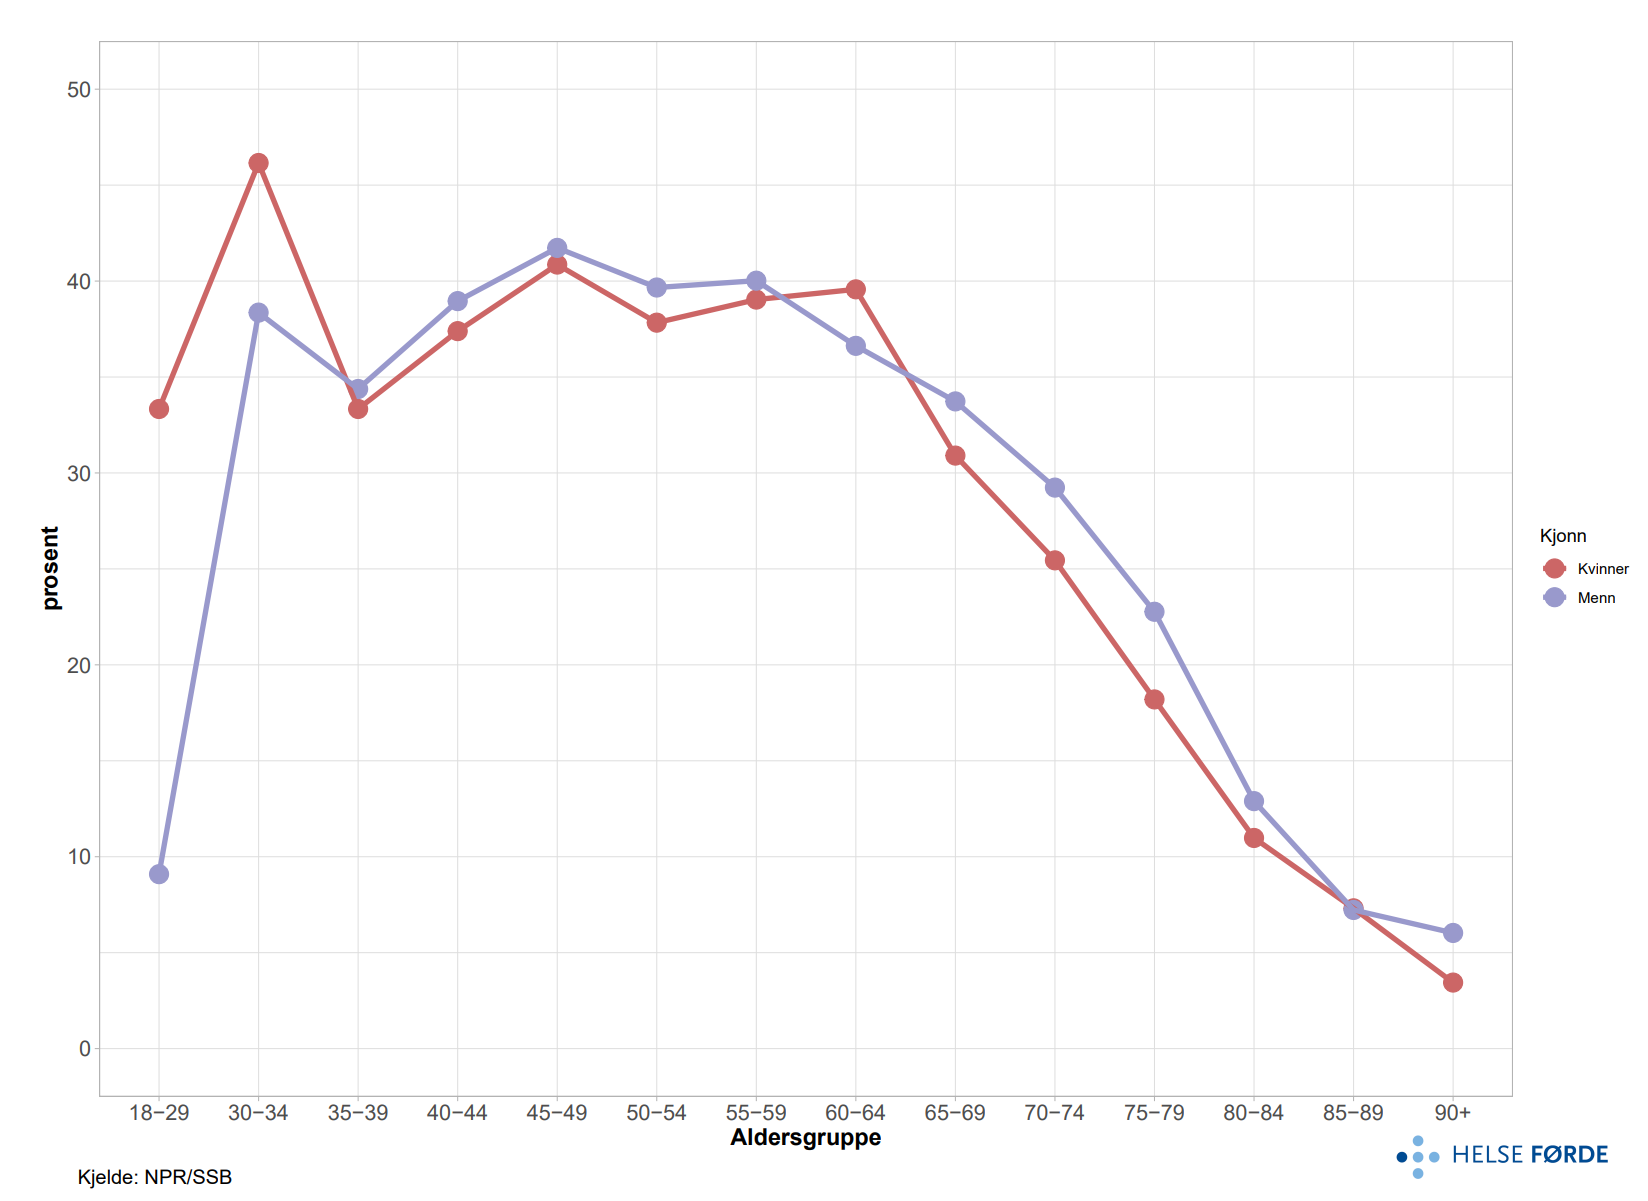 50
40
30
20
10
0
prosent
18−29 30−34 35−39 40−44 45−49 50−54 55−59 60−64 65−69 70−74 75−79 80−84 85−89 90+
Aldersgruppe
Kjonn
Kvinner
Menn
Kjelde: NPR/SSB
HELSE FØRDE